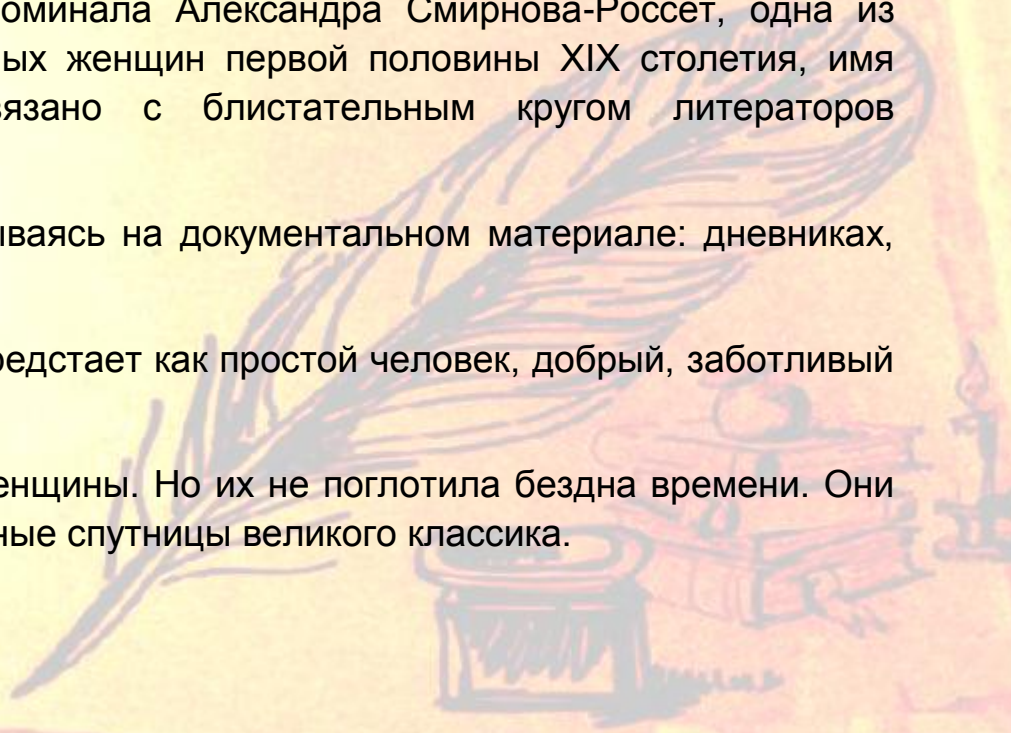 оминала Александра Смирнова-Россет, одна из
ых женщин первой половины XIX столетия, имя
вязано с блистательным кругом литераторов
ываясь на документальном материале: дневниках,
редстает как простой человек, добрый, заботливый
енщины. Но их не поглотила бездна времени. Они
ные спутницы великого классика.